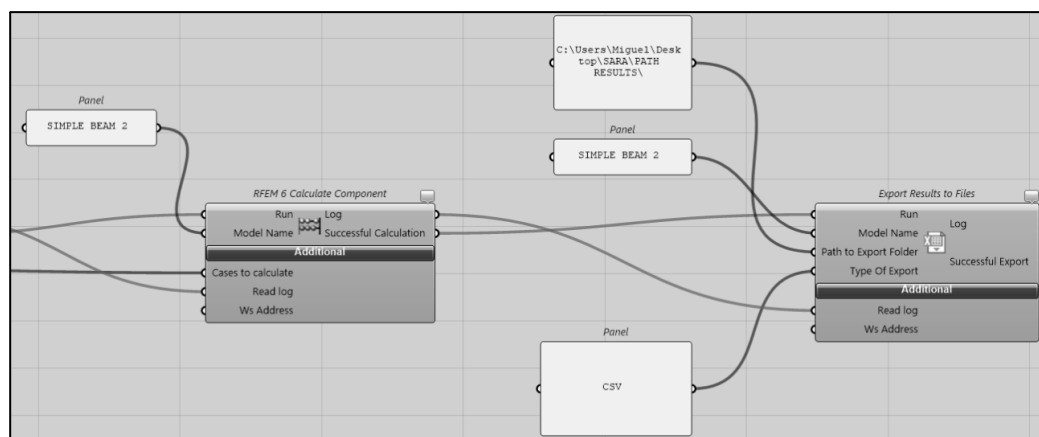 C:\Users\Miguel\Desk
top\SARA\PATH
RESULTS\
Panel
SIMPLE BEAM 2
Panel
SIMPLE BEAM 2
RFEM 6 Calculate Component
Run
Log
Model Name
Successful Calculation
Additional
Cases to calculate
Read log
Ws Address
Export Results to Files
Run
Log
Model Name
Path to Export Folder
Successful Export
Type Of Export
Additional
Read log
Ws Address
Panel
CSV